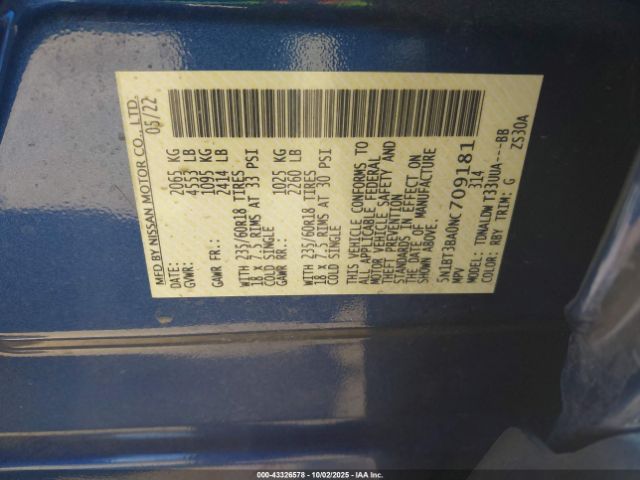 MFD BY NISSAN MOTOR CO., LTD.
DATE: 05/22
GVWR: 2065 KG
4553 LB
GAWR FR.: 1095 KG
2414 LB
WITH 235/60R18 TIRES
18 x 7.5 RIMS AT 33 PSI
COLD SINGLE
GAWR RR.: 1025 KG
2260 LB
WITH 235/60R18 TIRES
18 x 7.5 RIMS AT 30 PSI
COLD SINGLE
THIS VEHICLE CONFORMS TO
ALL APPLICABLE FEDERAL
MOTOR VEHICLE SAFETY AND
THEFT PREVENTION
STANDARDS IN EFFECT ON
THE DATE OF MANUFACTURE
SHOWN ABOVE.
5N1BT3BA0NC709181
MPV 314
MODEL: TDNALDW T33UUA---BB
COLOR: RBY TRIM: G ZS30A
000-43326578 - 10/02/2025 - IAAI.COM